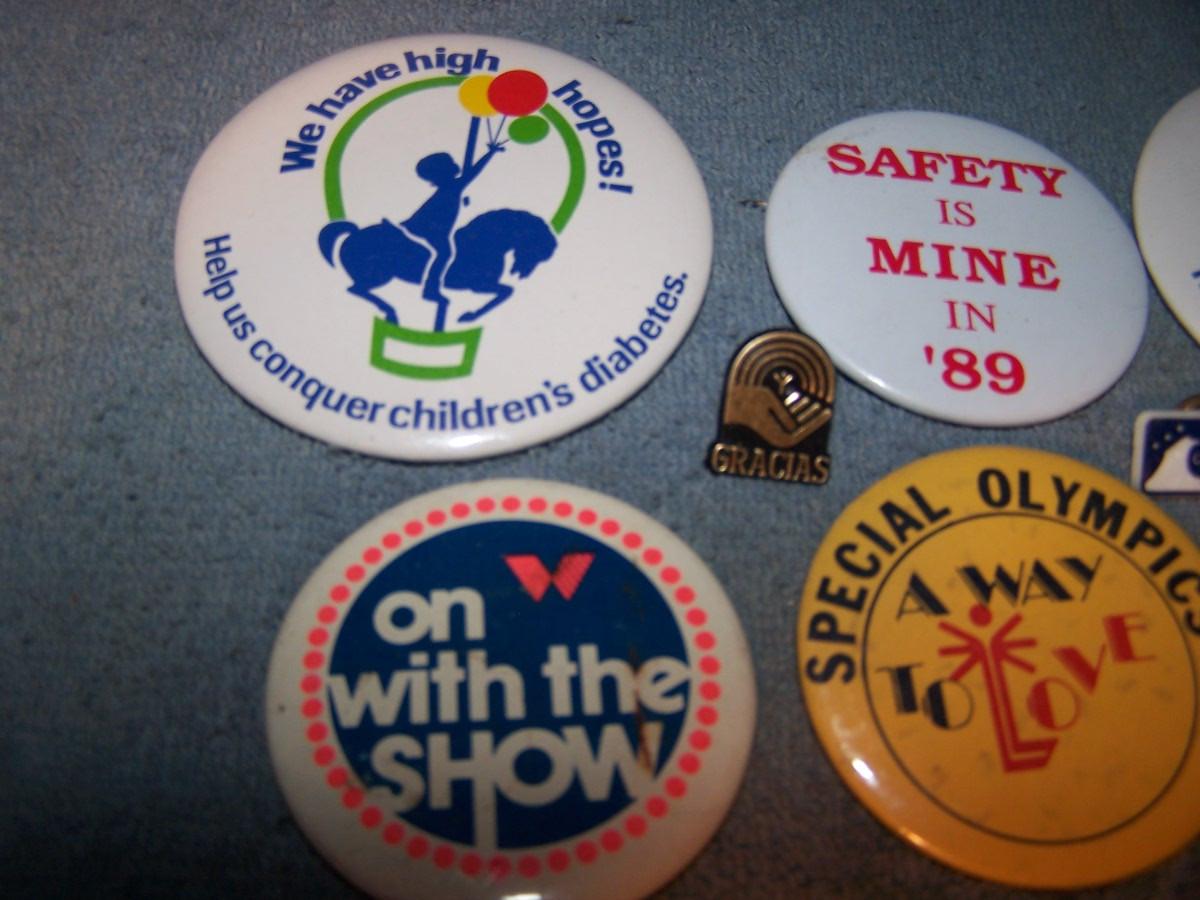 We have high hopes!
Help us conquer children's diabetes.
SAFETY
IS
MINE
IN
'89
GRACIAS
on
with the
SHOW
SPECIAL OLYMPICS
A WAY
TO LOVE